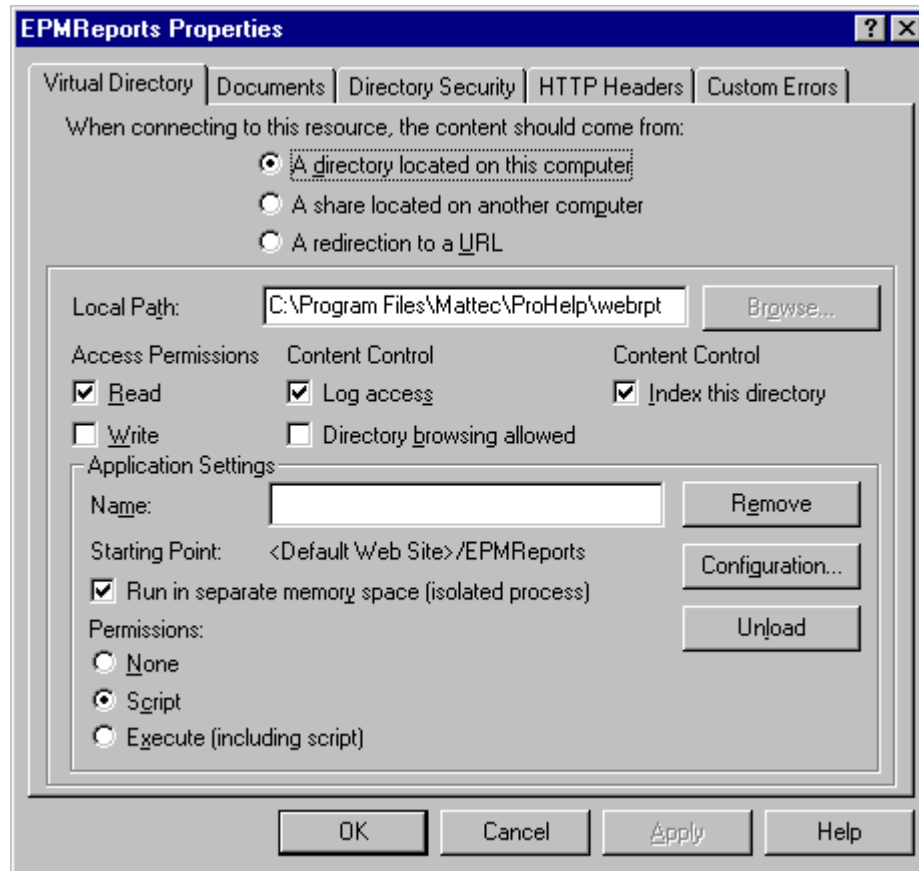 EPMReports Properties
Virtual Directory Documents Directory Security HTTP Headers Custom Errors
When connecting to this resource, the content should come from:
A directory located on this computer
A share located on another computer
A redirection to a URL
Local Path: C:\Program Files\Mattec\ProHelp\webrpt Browse...
Access Permissions Content Control Content Control
Read Log access Index this directory
Write Directory browsing allowed
Application Settings
Name: Remove
Starting Point: <Default Web Site>/EPMReports Configuration...
Run in separate memory space (isolated process)
Permissions: Unload
None
Script
Execute (including script)
OK Cancel Apply Help